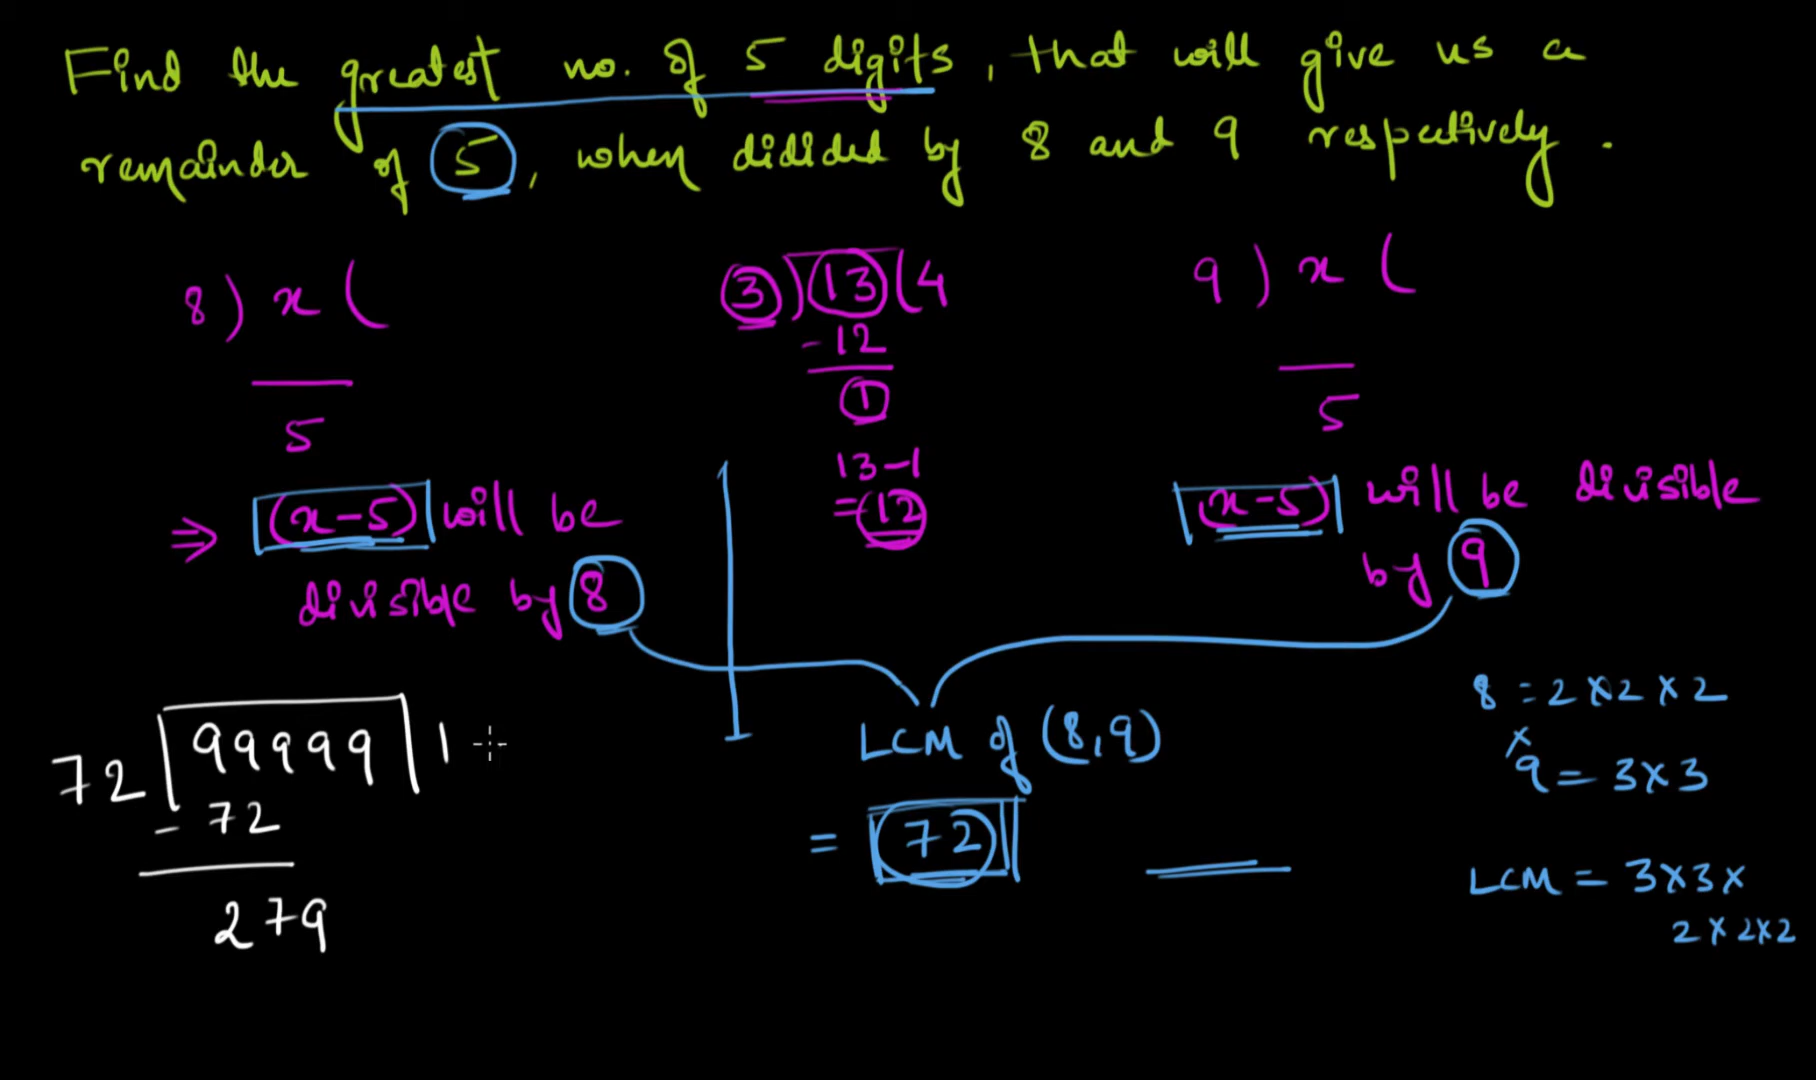 Find the greatest no. of 5 digits, that will give us a
remainder of 5, when didided by 8 and 9 respectively.
8) x (
5
⇒ (x-5) will be
divisible by 8
3) 13 (4
- 12
1
13-1
= 12
9) x (
5
(x-5) will be divisible
by 9
LCM of (8,9)
= 72
8 = 2×2×2
×
9 = 3×3
LCM = 3×3×
2×2×2
72 | 99999 | 1
- 72
279